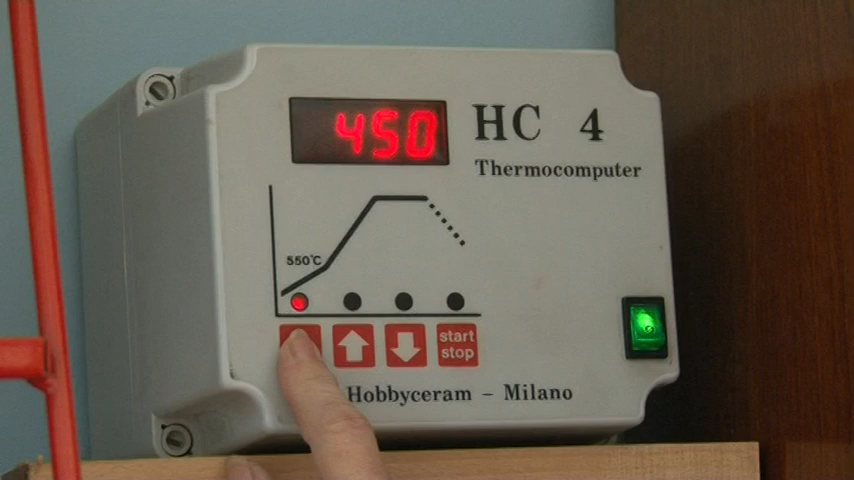 450
HC 4
Thermocomputer
550°C
start
stop
Hobbyceram - Milano